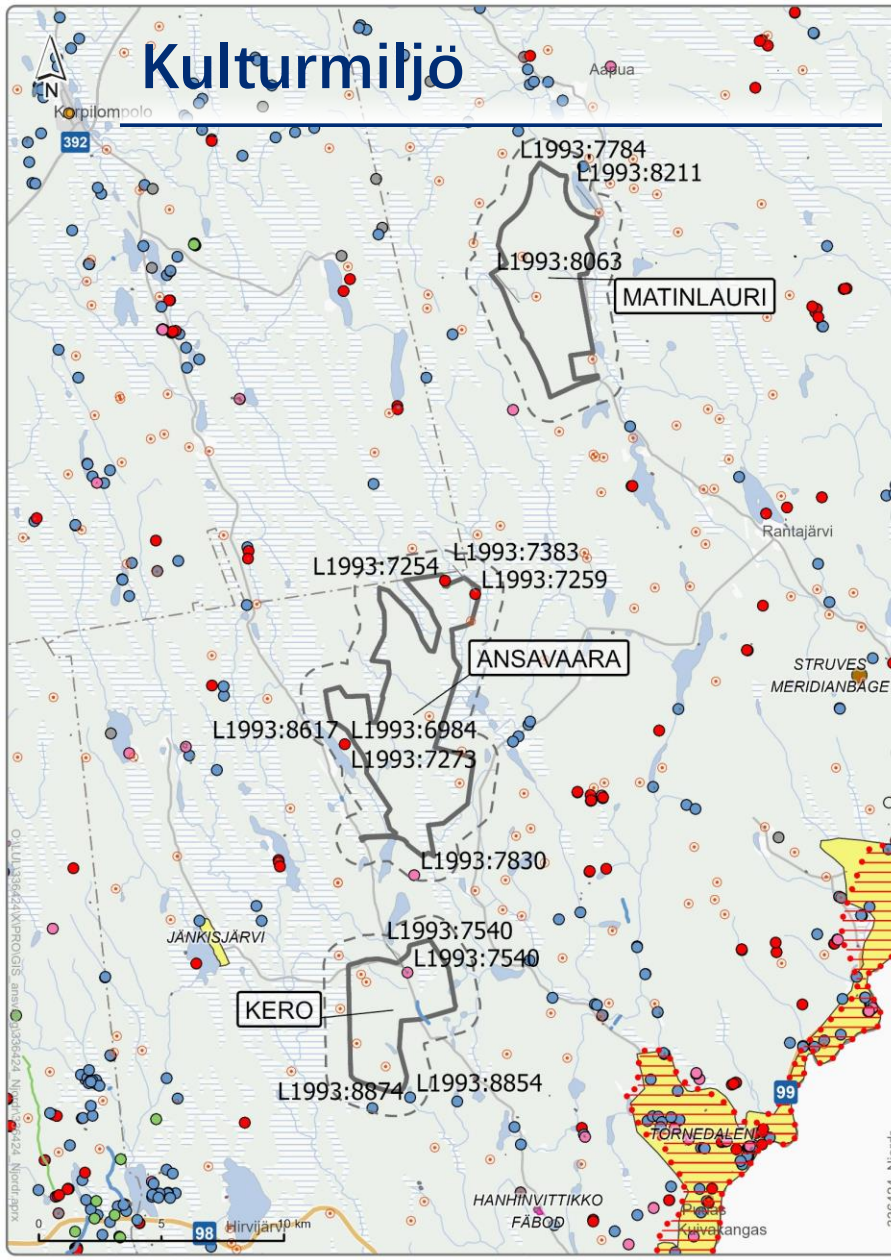 Kulturmiljö
N
Aapua
Korpilompolo
392
L1993:7784
L1993:8211
L1993:8063
MATINLAURI
Rantajärvi
L1993:7383
L1993:7254
L1993:7259
ANSAVAARA
STRUVES
MERIDIANBÅGE
L1993:8617
L1993:6984
L1993:7273
L1993:7830
JÄNKISJÄRVI
L1993:7540
L1993:7540
KERO
99
L1993:8854
L1993:8874
TORNEDALEN
HANHINVITTIKKO
FÄBOD
Kuivakangas
0 5 10 km
98
Hirvijärvi